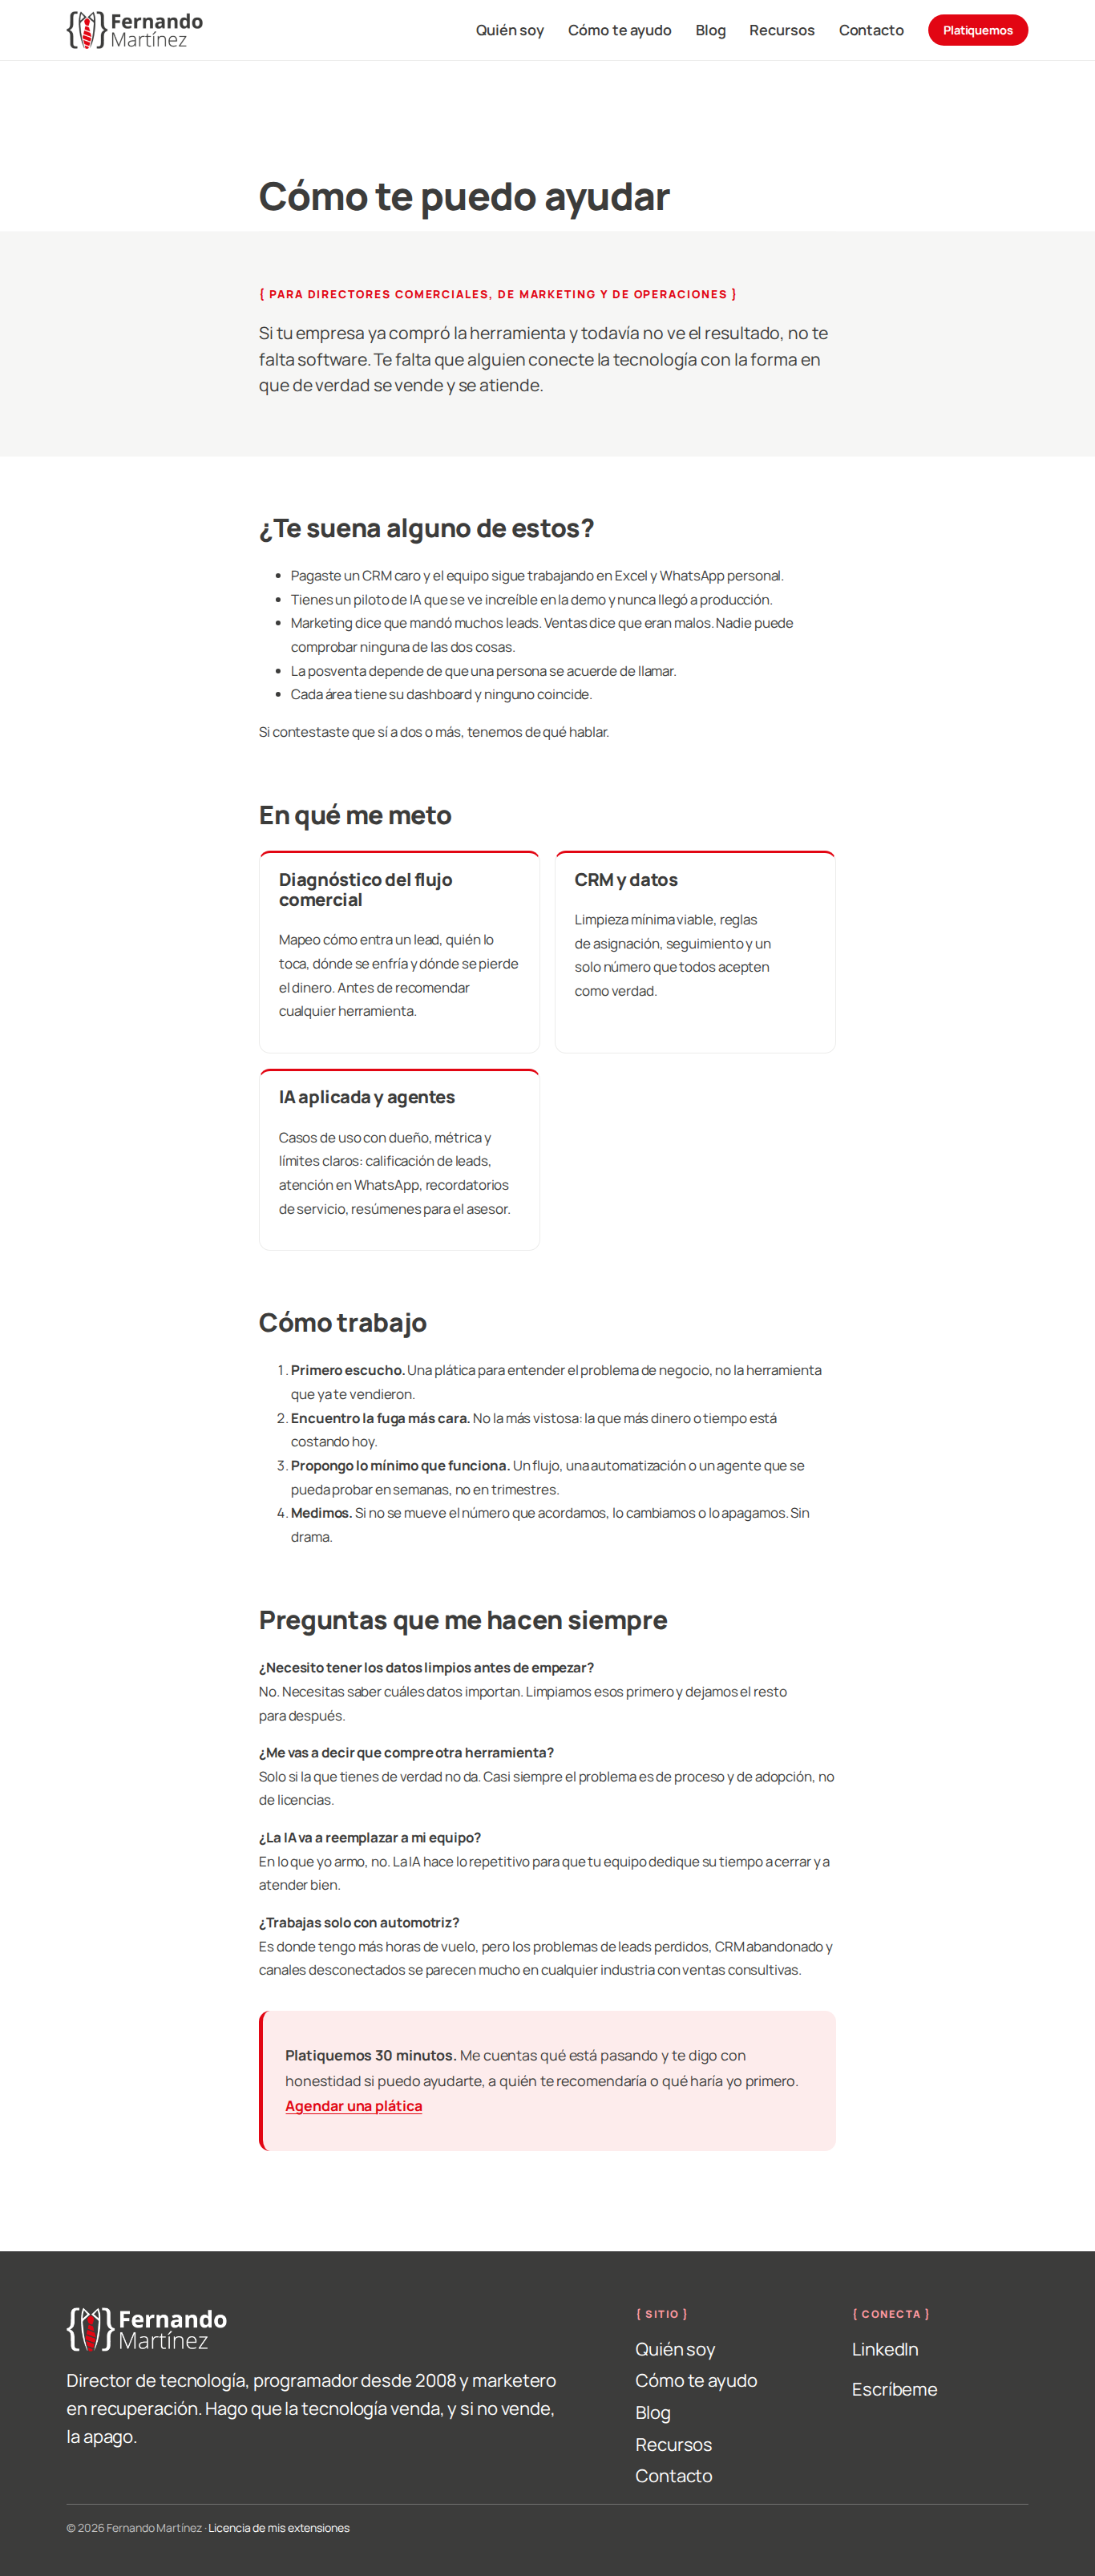 Fernando
Martínez
Quién soy
Cómo te ayudo
Blog
Recursos
Contacto
Platiquemos
Cómo te puedo ayudar
{ PARA DIRECTORES COMERCIALES, DE MARKETING Y DE OPERACIONES }
Si tu empresa ya compró la herramienta y todavía no ve el resultado, no te
falta software. Te falta que alguien conecte la tecnología con la forma en
que de verdad se vende y se atiende.
¿Te suena alguno de estos?
• Pagaste un CRM caro y el equipo sigue trabajando en Excel y WhatsApp personal.
• Tienes un piloto de IA que se ve increíble en la demo y nunca llegó a producción.
• Marketing dice que mandó muchos leads. Ventas dice que eran malos. Nadie puede
comprobar ninguna de las dos cosas.
• La posventa depende de que una persona se acuerde de llamar.
• Cada área tiene su dashboard y ninguno coincide.
Si contestaste que sí a dos o más, tenemos de qué hablar.
En qué me meto
Diagnóstico del flujo
comercial
Mapeo cómo entra un lead, quién lo
toca, dónde se enfría y dónde se pierde
el dinero. Antes de recomendar
cualquier herramienta.
CRM y datos
Limpieza mínima viable, reglas
de asignación, seguimiento y un
solo número que todos acepten
como verdad.
IA aplicada y agentes
Casos de uso con dueño, métrica y
límites claros: calificación de leads,
atención en WhatsApp, recordatorios
de servicio, resúmenes para el asesor.
Cómo trabajo
1. Primero escucho. Una plática para entender el problema de negocio, no la herramienta
que ya te vendieron.
2. Encuentro la fuga más cara. No la más vistosa: la que más dinero o tiempo está
costando hoy.
3. Propongo lo mínimo que funciona. Un flujo, una automatización o un agente que se
pueda probar en semanas, no en trimestres.
4. Medimos. Si no se mueve el número que acordamos, lo cambiamos o lo apagamos. Sin
drama.
Preguntas que me hacen siempre
¿Necesito tener los datos limpios antes de empezar?
No. Necesitas saber cuáles datos importan. Limpiamos esos primero y dejamos el resto
para después.
¿Me vas a decir que compre otra herramienta?
Solo si la que tienes de verdad no da. Casi siempre el problema es de proceso y de adopción, no
de licencias.
¿La IA va a reemplazar a mi equipo?
En lo que yo armo, no. La IA hace lo repetitivo para que tu equipo dedique su tiempo a cerrar y a
atender bien.
¿Trabajas solo con automotriz?
Es donde tengo más horas de vuelo, pero los problemas de leads perdidos, CRM abandonado y
canales desconectados se parecen mucho en cualquier industria con ventas consultivas.
Platiquemos 30 minutos. Me cuentas qué está pasando y te digo con
honestidad si puedo ayudarte, a quién te recomendaría o qué haría yo primero.
Agendar una plática
Fernando
Martínez
Director de tecnología, programador desde 2008 y marketero
en recuperación. Hago que la tecnología venda, y si no vende,
la apago.
{ SITIO }
Quién soy
Cómo te ayudo
Blog
Recursos
Contacto
{ CONECTA }
LinkedIn
Escríbeme
© 2026 Fernando Martínez · Licencia de mis extensiones